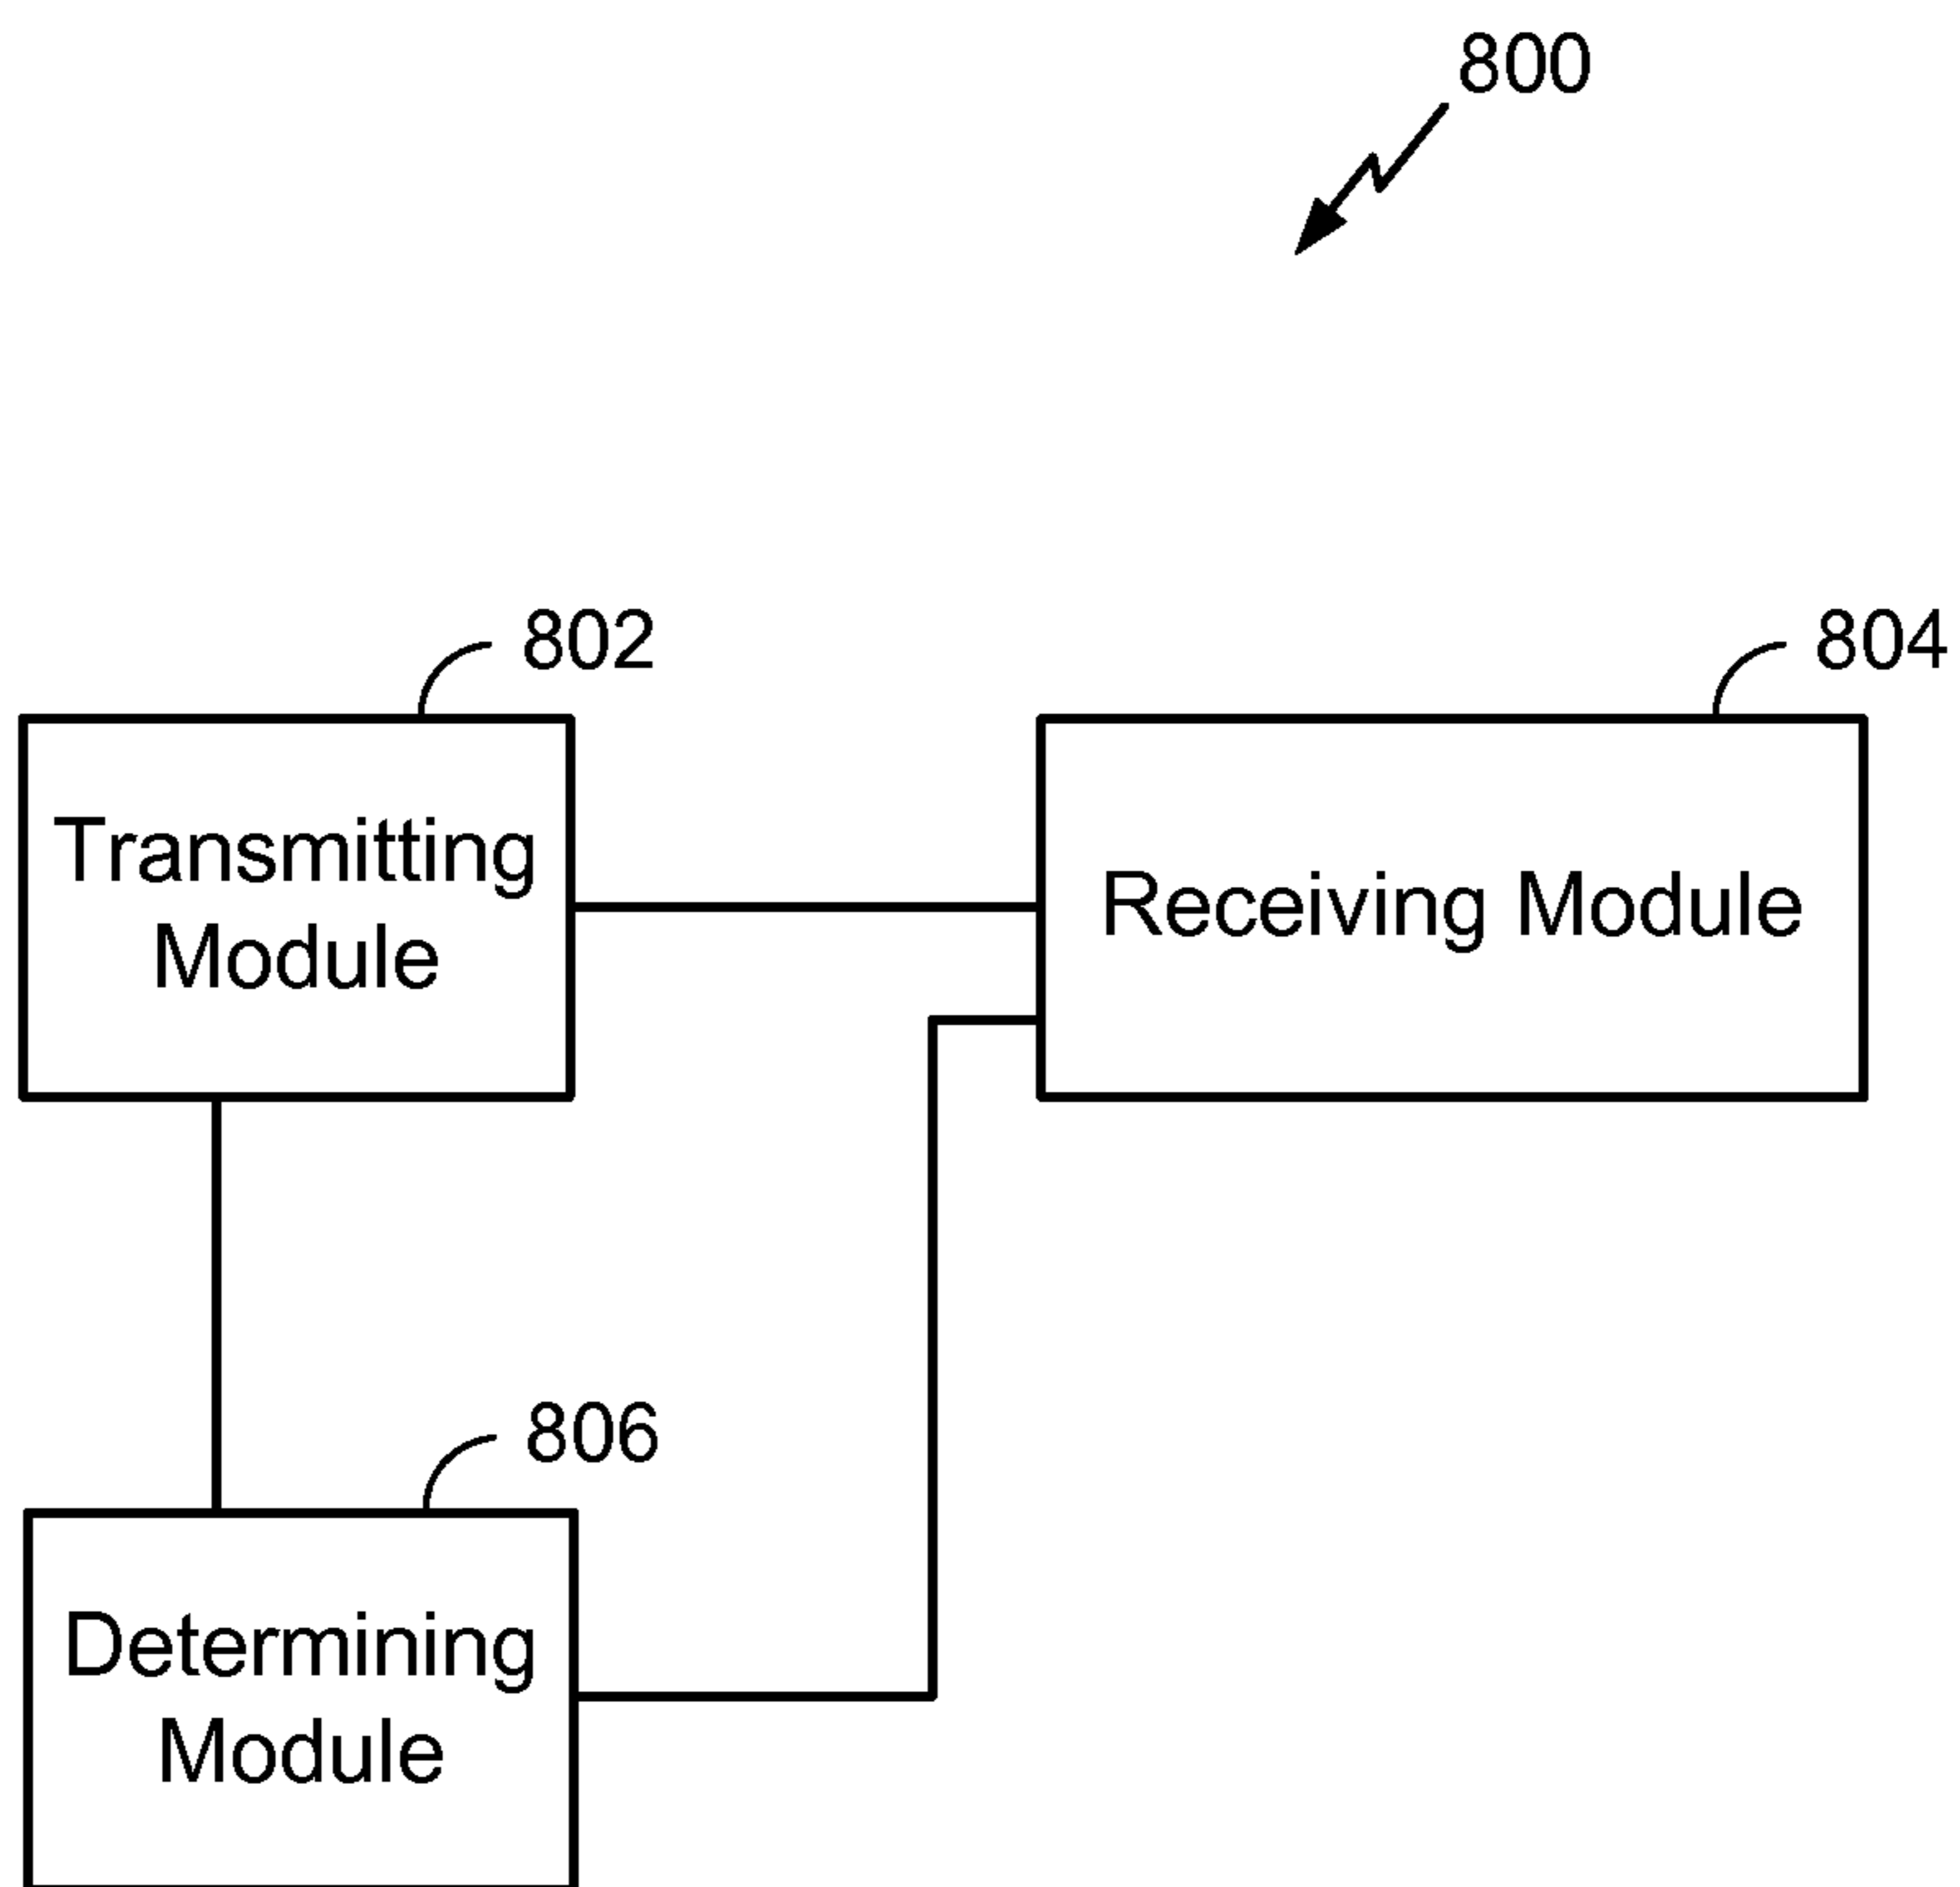 800
802
804
Transmitting
Module
Receiving Module
806
Determining
Module